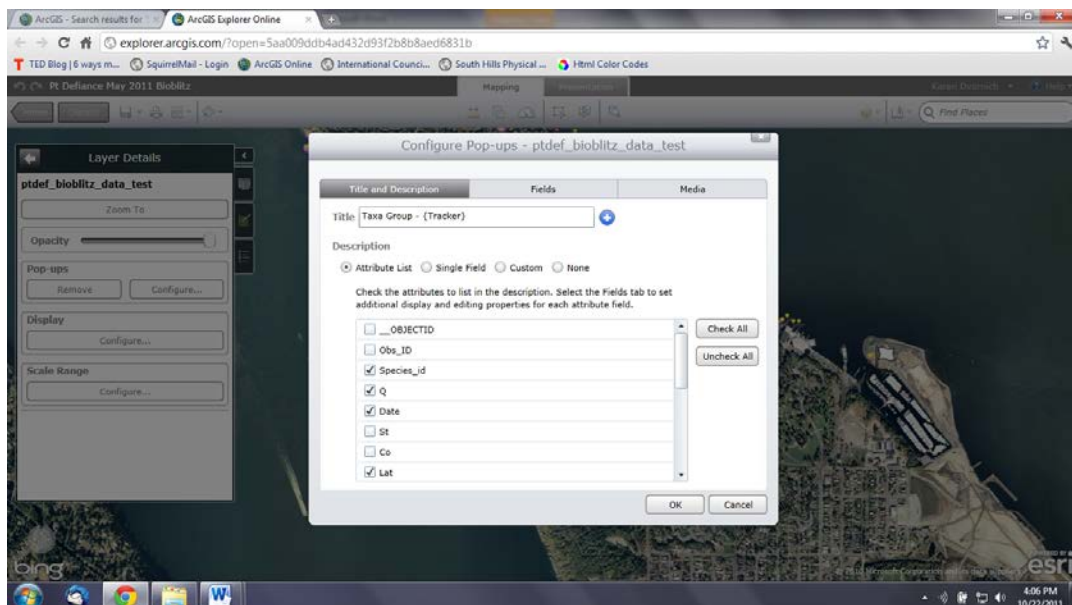 ArcGIS - Search results for
ArcGIS Explorer Online
explorer.arcgis.com/?open=5aa009ddb4ad432d93f2b8b8aed6831b
TED Blog | 6 ways m...
SquirrelMail - Login
ArcGIS Online
International Counci...
South Hills Physical ...
Html Color Codes
Pt Defiance May 2011 Bioblitz
Mapping
Presentation
Find Places
Layer Details
ptdef_bioblitz_data_test
Zoom To
Opacity
Pop-ups
Remove
Configure...
Display
Configure...
Scale Range
Configure...
Configure Pop-ups - ptdef_bioblitz_data_test
Title and Description
Fields
Media
Title
Taxa Group - {Tracker}
Description
Attribute List
Single Field
Custom
None
Check the attributes to list in the description. Select the Fields tab to set
additional display and editing properties for each attribute field.
__OBJECTID
Obs_ID
Species_id
Q
Date
St
Co
Lat
Check All
Uncheck All
OK
Cancel
bing
esri
4:06 PM
10/22/2011